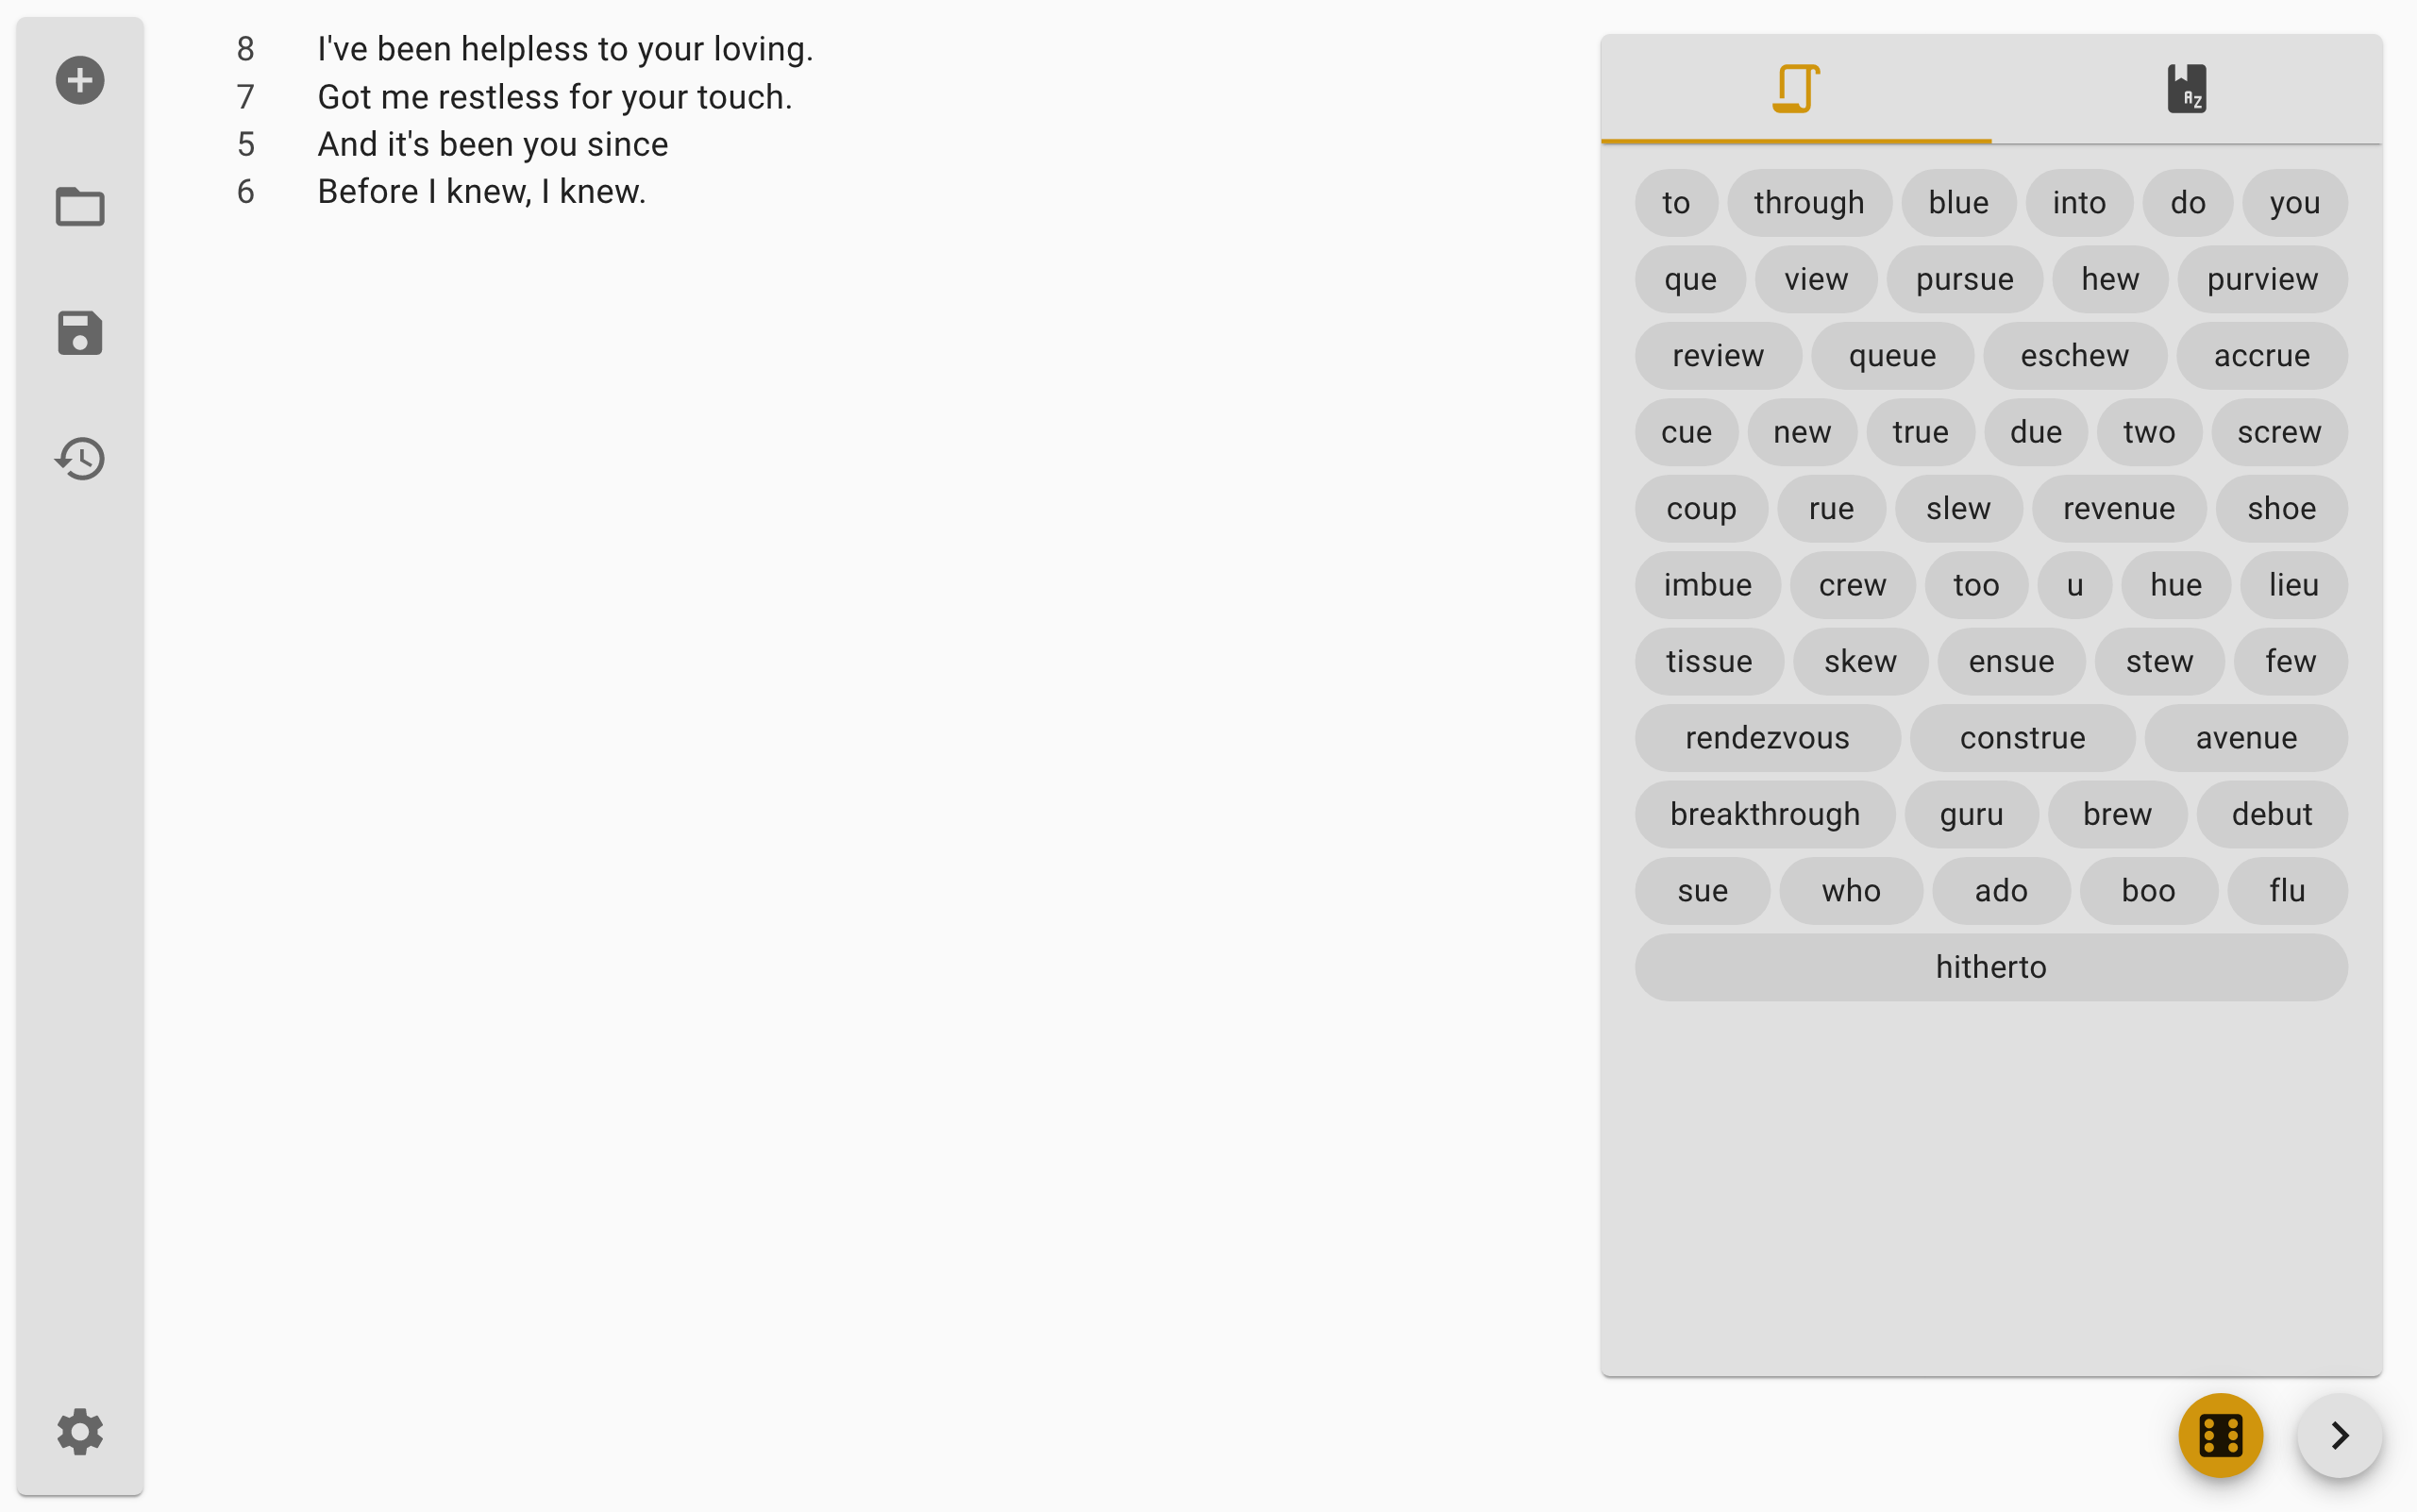 8 I've been helpless to your loving.
7 Got me restless for your touch.
5 And it's been you since
6 Before I knew, I knew.
AZ
to through blue into do you
que view pursue hew purview
review queue eschew accrue
cue new true due two screw
coup rue slew revenue shoe
imbue crew too u hue lieu
tissue skew ensue stew few
rendezvous construe avenue
breakthrough guru brew debut
sue who ado boo flu
hitherto